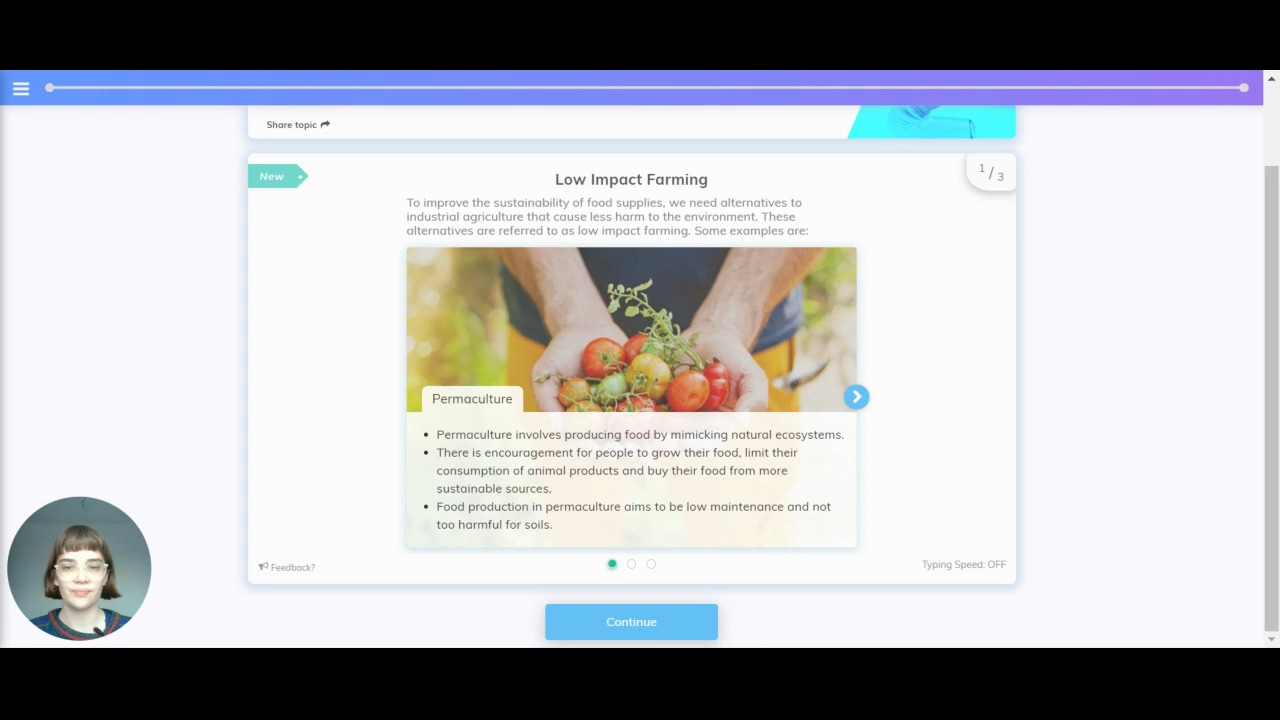 Share topic
New
Low Impact Farming
1 / 3
To improve the sustainability of food supplies, we need alternatives to
industrial agriculture that cause less harm to the environment. These
alternatives are referred to as low impact farming. Some examples are:
Permaculture
• Permaculture involves producing food by mimicking natural ecosystems.
• There is encouragement for people to grow their food, limit their
consumption of animal products and buy their food from more
sustainable sources.
• Food production in permaculture aims to be low maintenance and not
too harmful for soils.
Feedback?
Typing Speed: OFF
Continue